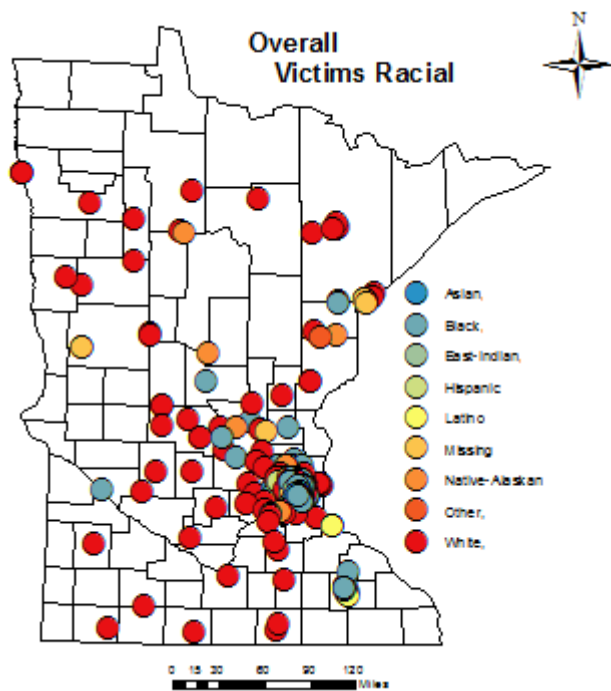 N
Overall
Victims Racial
Asian,
Black,
East-Indian,
Hispanic
Latino
Missing
Native-Alaskan
Other,
White,
0 15 30 60 90 120
Miles